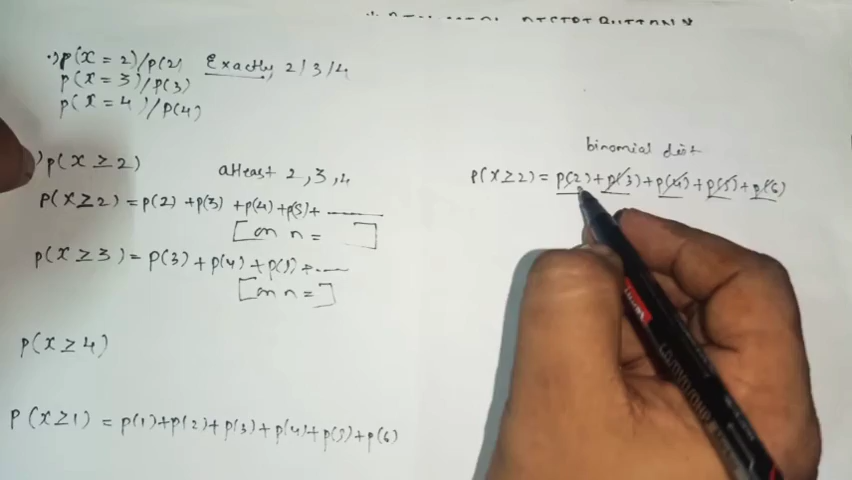 P(X = 2)/P(2) Exactly 2/3/4
P(X = 3)/P(3)
P(X = 4)/P(4)
P(X ≥ 2) atleast 2, 3, 4
P(X ≥ 2) = P(2) + P(3) + P(4) + P(5) + ------
[ on n = ]
P(X ≥ 3) = P(3) + P(4) + P(5) + ----
[ on n = ]
P(X ≥ 4)
P(X ≥ 1) = P(1) + P(2) + P(3) + P(4) + P(5) + P(6)
binomial dist
P(X ≥ 2) = P(2) + P(3) + P(4) + P(5) + P(6)